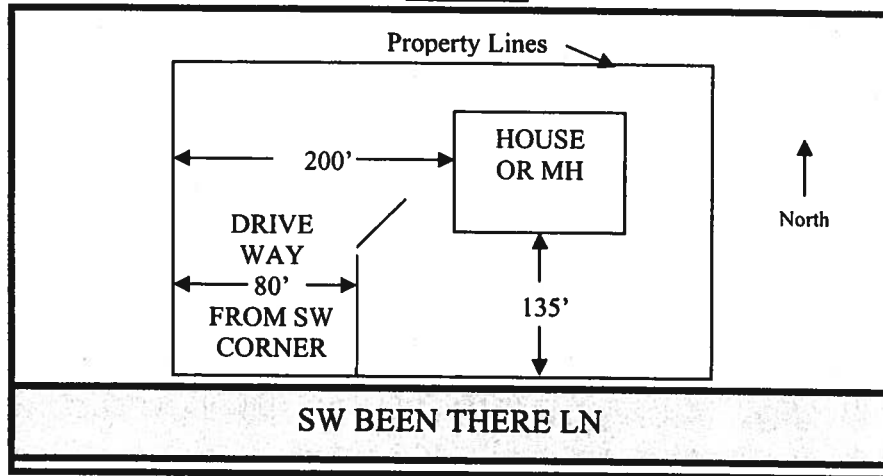 Property Lines
HOUSE
OR MH
200’
North
DRIVE
WAY
80’
FROM SW
CORNER
135’
SW BEEN THERE LN